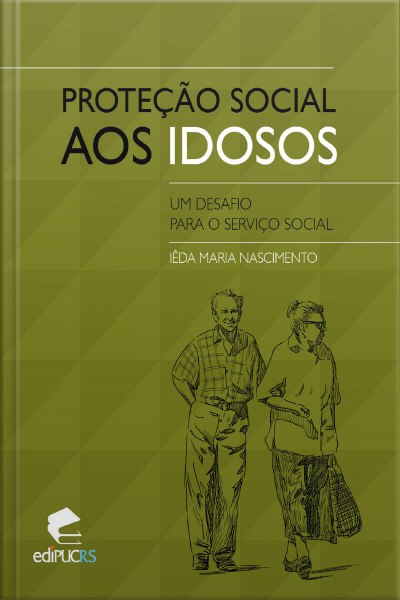 PROTEÇÃO SOCIAL
AOS IDOSOS
UM DESAFIO
PARA O SERVIÇO SOCIAL
IÊDA MARIA NASCIMENTO
ediPUCRS